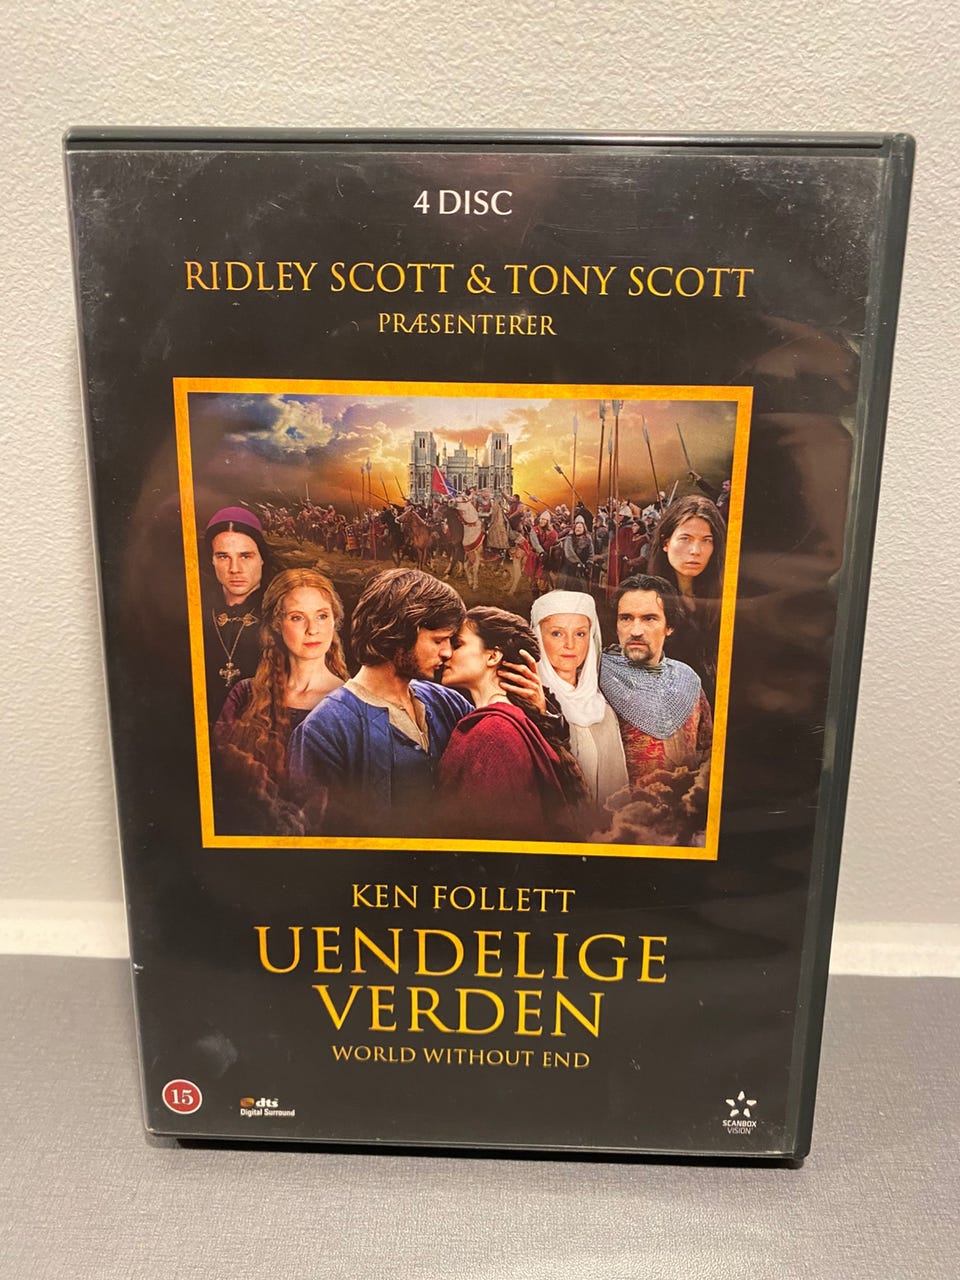 4 DISC
RIDLEY SCOTT & TONY SCOTT
PRÆSENTERER
KEN FOLLETT
UENDELIGE
VERDEN
WORLD WITHOUT END
15
dts
Digital Surround
SCANBOX
VISION